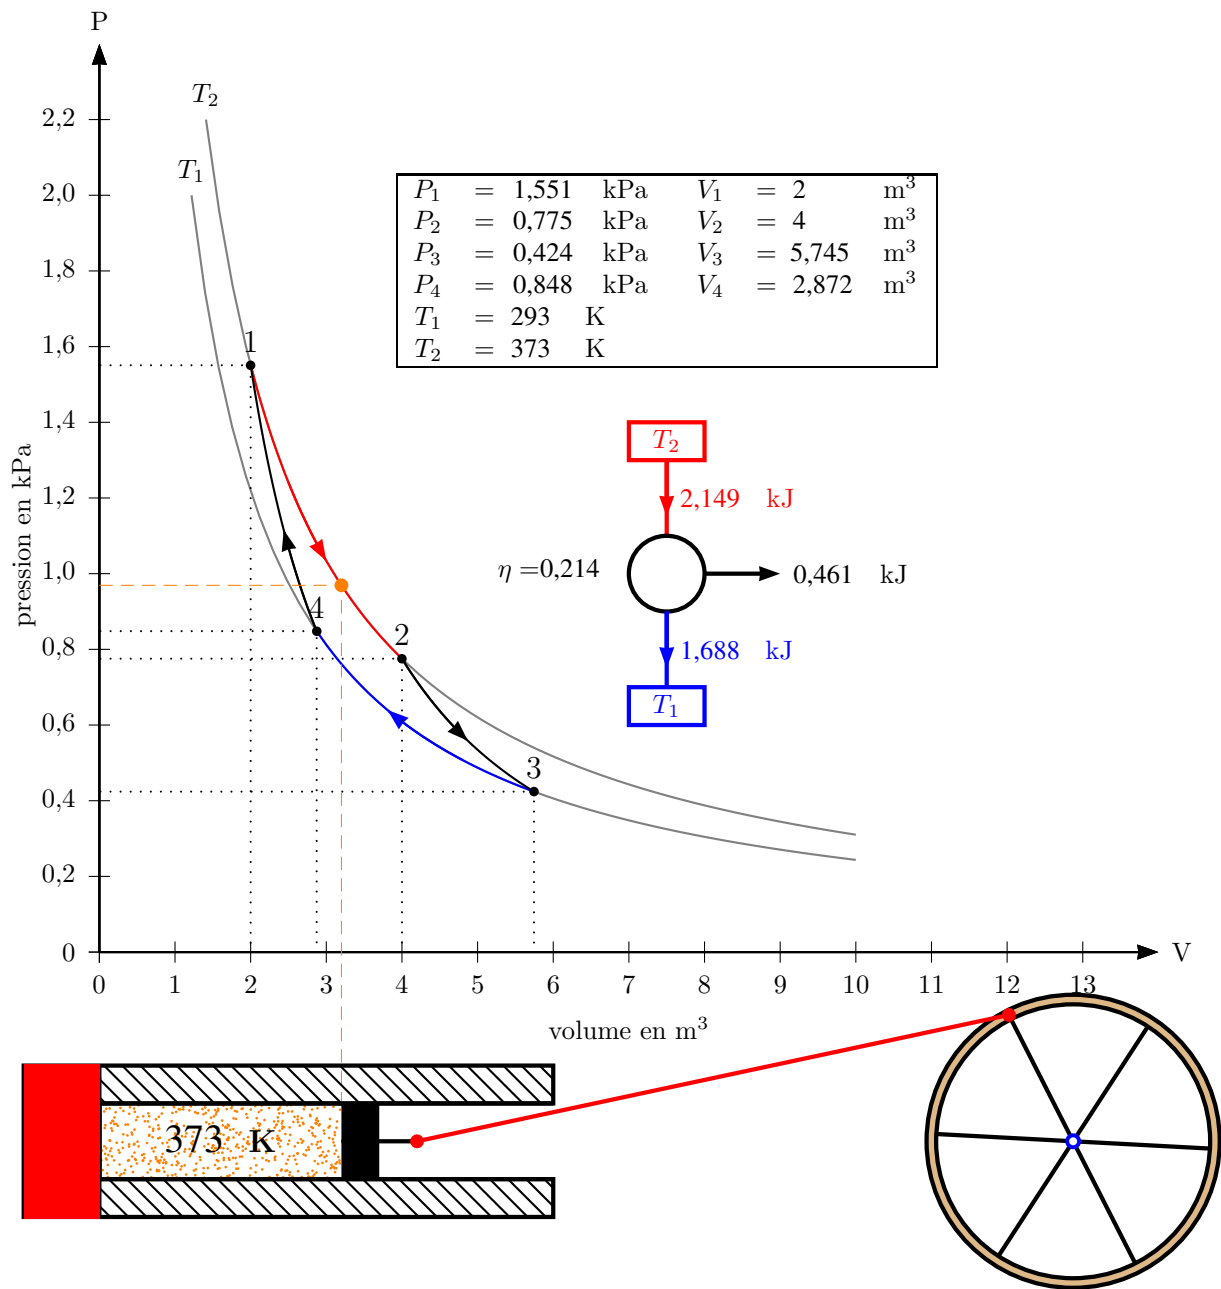 P
T₂
T₁
2,2
2,0
1,8
1,6
1,4
1,2
1,0
0,8
0,6
0,4
0,2
0
pression en kPa
P₁ = 1,551 kPa V₁ = 2 m³
P₂ = 0,775 kPa V₂ = 4 m³
P₃ = 0,424 kPa V₃ = 5,745 m³
P₄ = 0,848 kPa V₄ = 2,872 m³
T₁ = 293 K
T₂ = 373 K
1
4
2
3
T₂
2,149 kJ
η =0,214
0,461 kJ
1,688 kJ
T₁
V
0 1 2 3 4 5 6 7 8 9 10 11 12 13
volume en m³
373 K